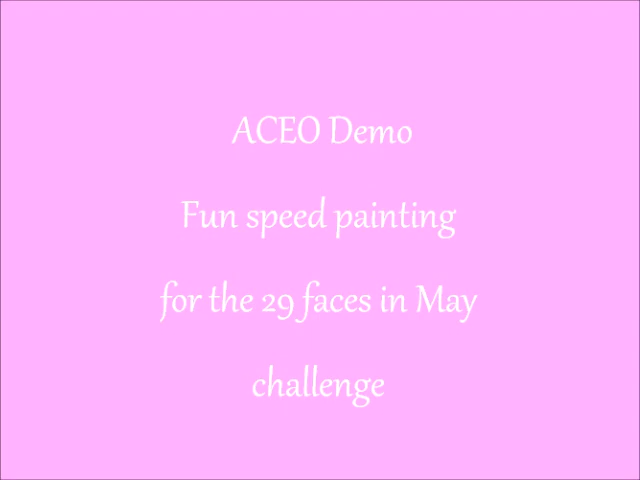 ACEO Demo
Fun speed painting
for the 29 faces in May
challenge